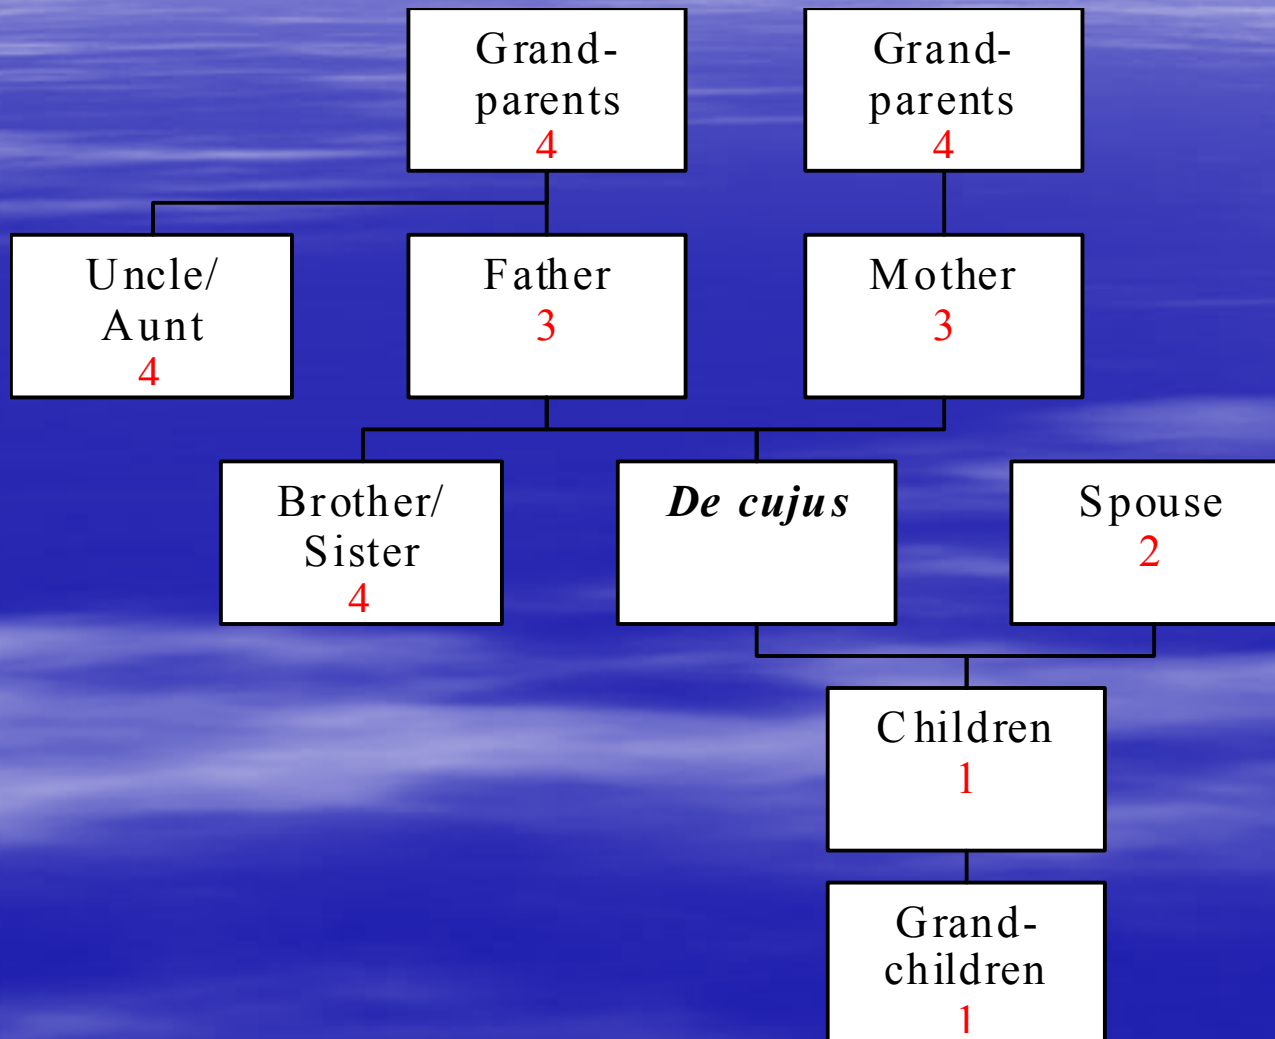 Grand-
parents
4
Grand-
parents
4
Uncle/
Aunt
4
Father
3
Mother
3
Brother/
Sister
4
De cujus
Spouse
2
Children
1
Grand-
children
1